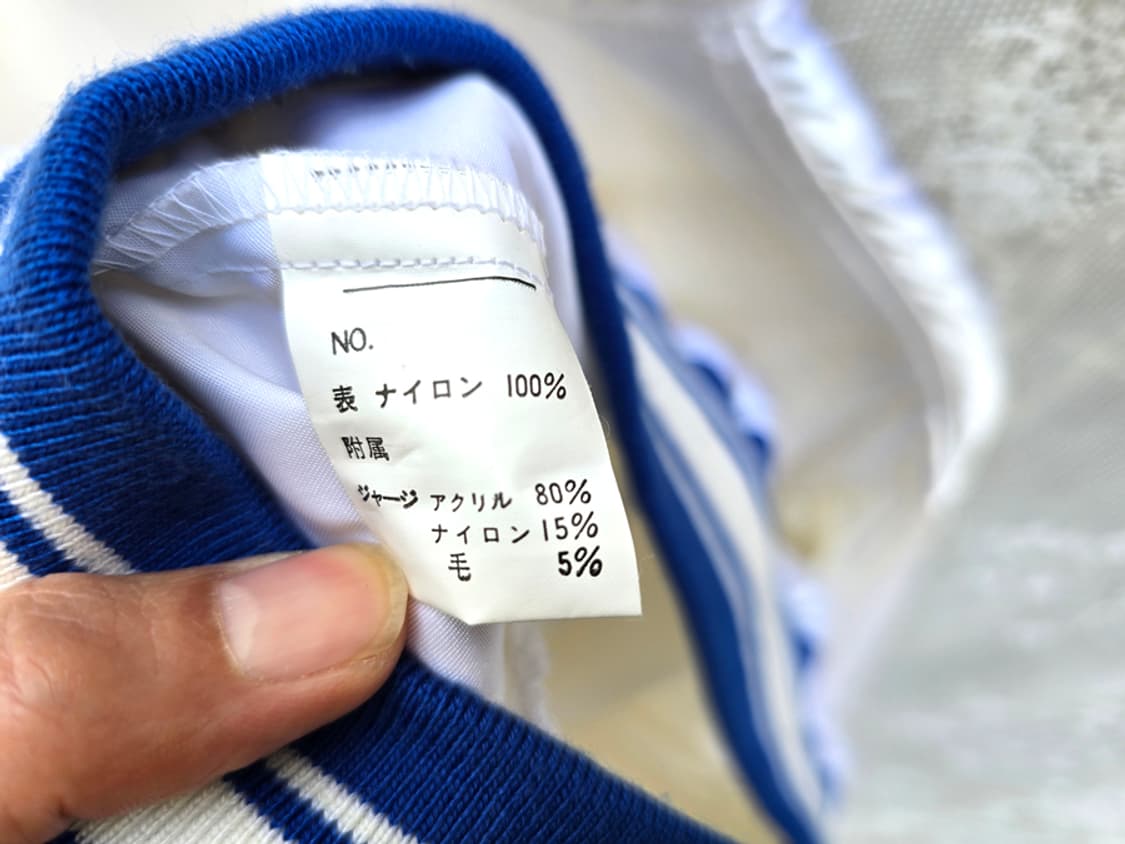 NO.
表 ナイロン 100%
附属
ジャージ アクリル 80%
ナイロン 15%
毛 5%